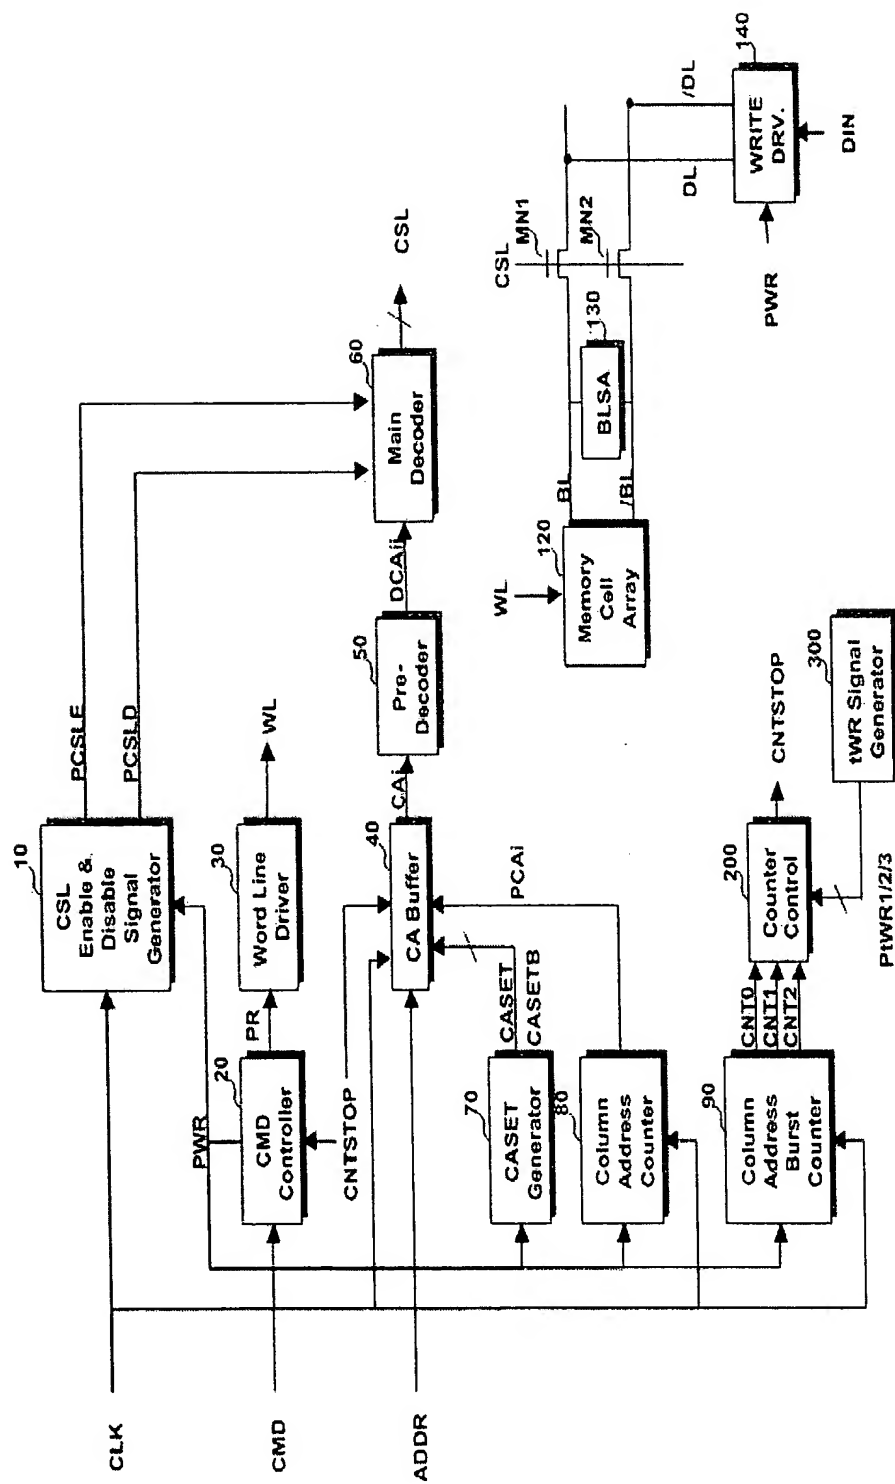 CLK
CMD
ADDR
10
CSL
Enable &
Disable
Signal
Generator
PCSLE
PCSLD
PWR
20
CMD
Controller
PR
30
Word Line
Driver
WL
CNTSTOP
40
CA Buffer
CAi
50
Pre-
Decoder
DCAij
60
Main
Decoder
CSL
CASET
CASETB
PCAi
70
CASET
Generator
80
Column
Address
Counter
90
Column
Address
Burst
Counter
CNT0
CNT1
CNT2
200
Counter
Control
CNTSTOP
PtWR1/2/3
300
tWR Signal
Generator
WL
120
Memory
Cell
Array
BL
/BL
BLSA
130
CSL
MN1
MN2
DL
/DL
PWR
140
WRITE
DRV.
DIN